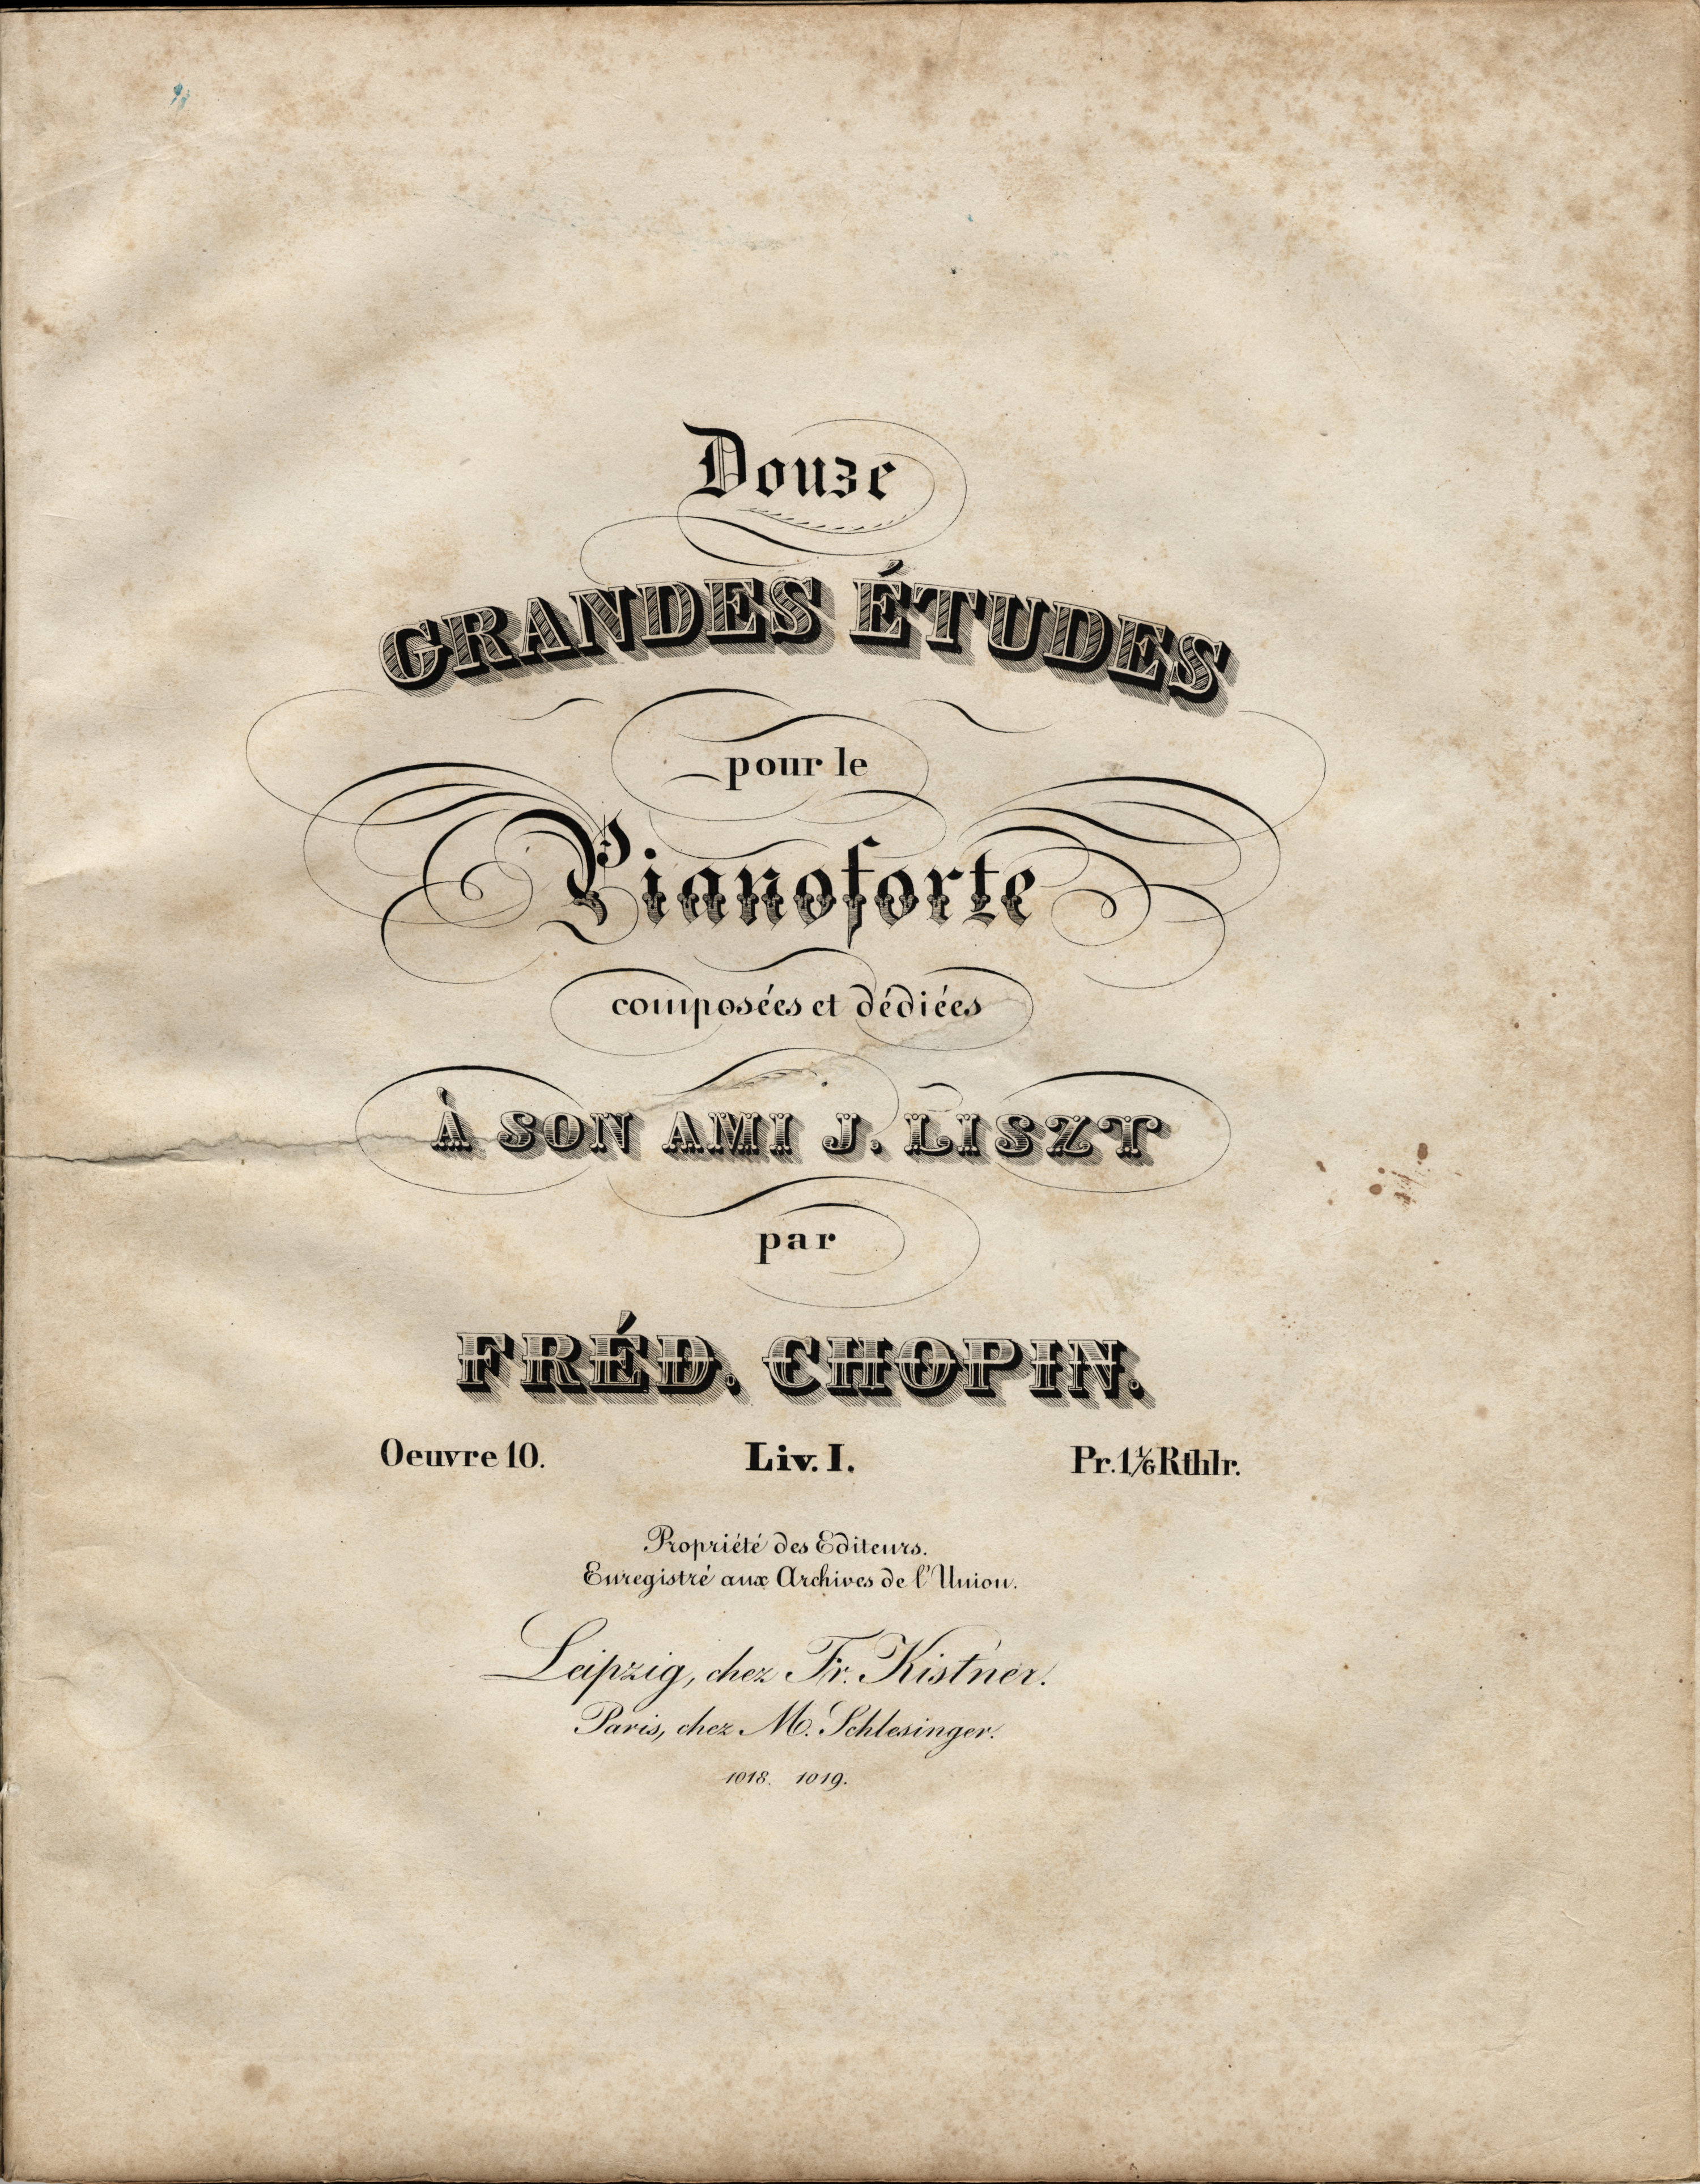 Douze
GRANDES ÉTUDES
pour le
Pianoforte
composées et dédiées
À SON AMI J. LISZT
par
FRÉD. CHOPIN.
Oeuvre 10. Liv. I. Pr. 1 1/6 Rthlr.
Propriété des Editeurs.
Enregistré aux Archives de l'Union.
Leipzig, chez Fr. Kistner.
Paris, chez M. Schlesinger.
1018. 1019.